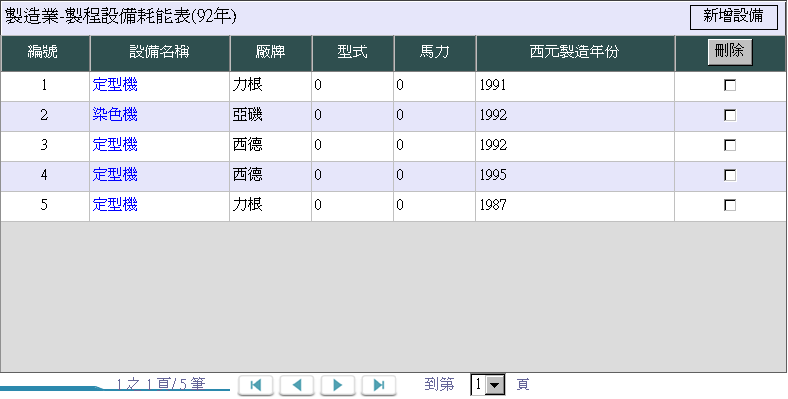 製造業-製程設備耗能表(92年) 新增設備
編號 設備名稱 廠牌 型式 馬力 西元製造年份 刪除
1 定型機 力根 0 0 1991
2 染色機 亞磯 0 0 1992
3 定型機 西德 0 0 1992
4 定型機 西德 0 0 1995
5 定型機 力根 0 0 1987
1 之 1 頁/ 5 筆 到第 1 頁